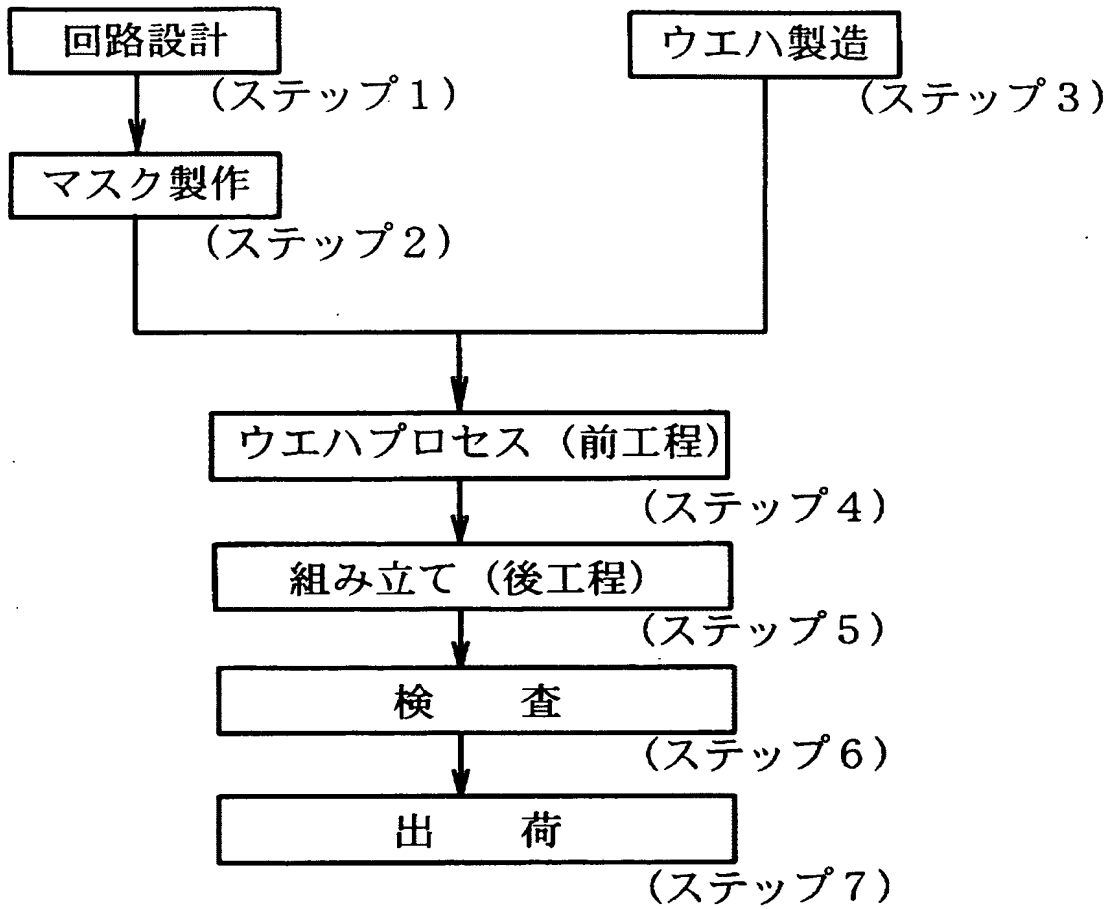 回路設計
(ステップ1)
ウエハ製造
(ステップ3)
マスク製作
(ステップ2)
ウエハプロセス(前工程)
(ステップ4)
組み立て(後工程)
(ステップ5)
検 査
(ステップ6)
出 荷
(ステップ7)